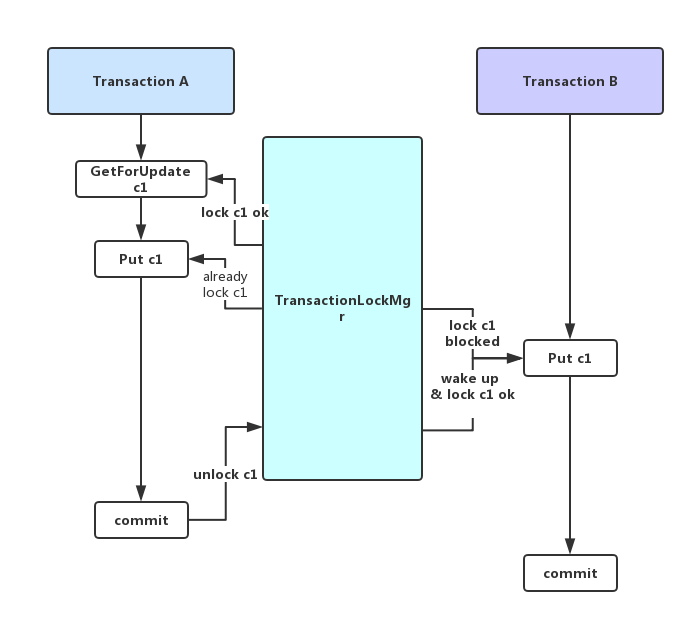 Transaction A
Transaction B
GetForUpdate
c1
lock c1 ok
Put c1
already
lock c1
TransactionLockMg
r
lock c1
blocked
Put c1
wake up
& lock c1 ok
unlock c1
commit
commit